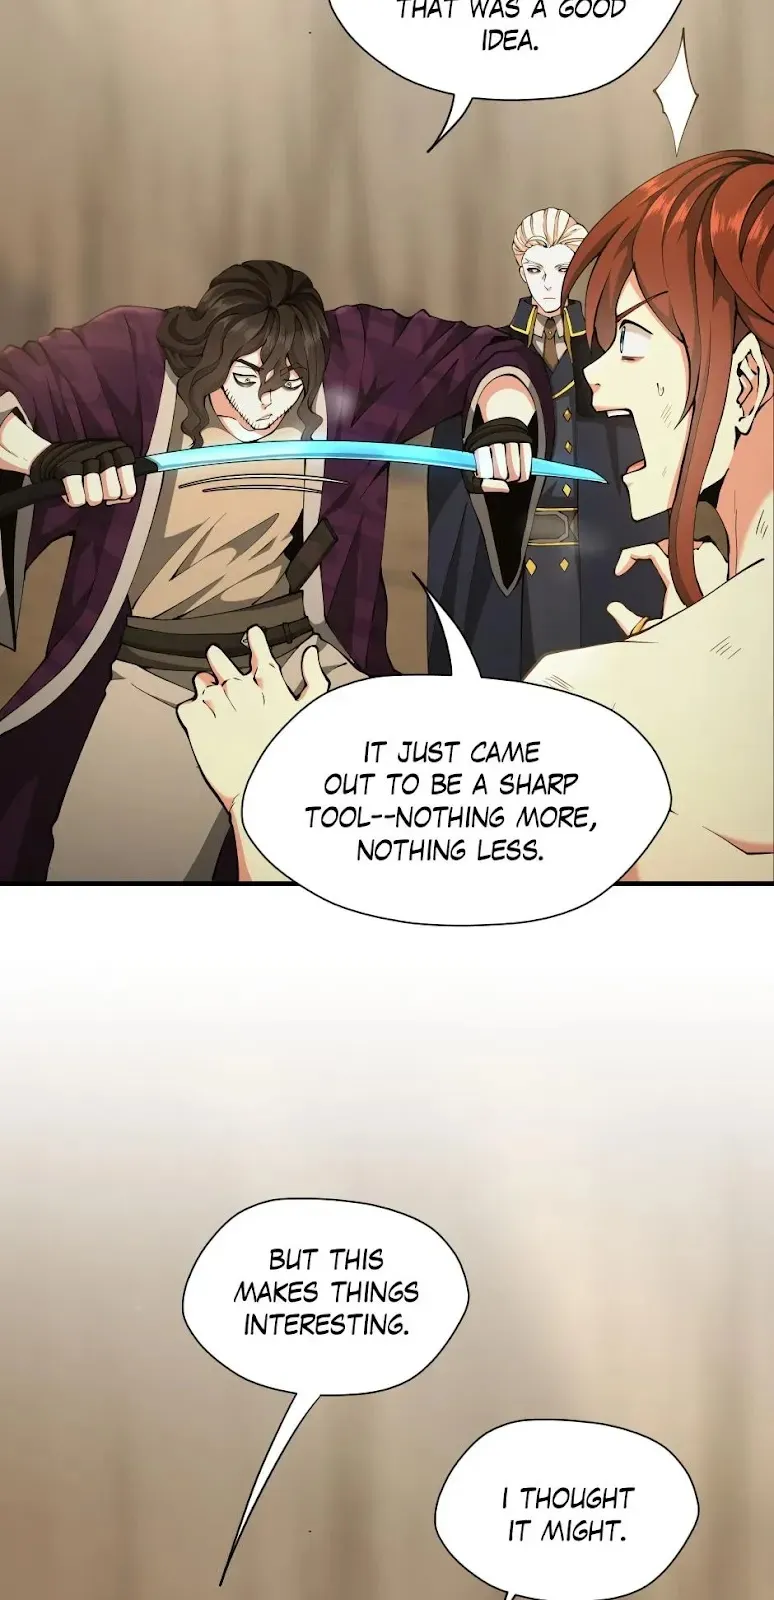 THAT WAS A GOOD
IDEA.
IT JUST CAME
OUT TO BE A SHARP
TOOL--NOTHING MORE,
NOTHING LESS.
BUT THIS
MAKES THINGS
INTERESTING.
I THOUGHT
IT MIGHT.